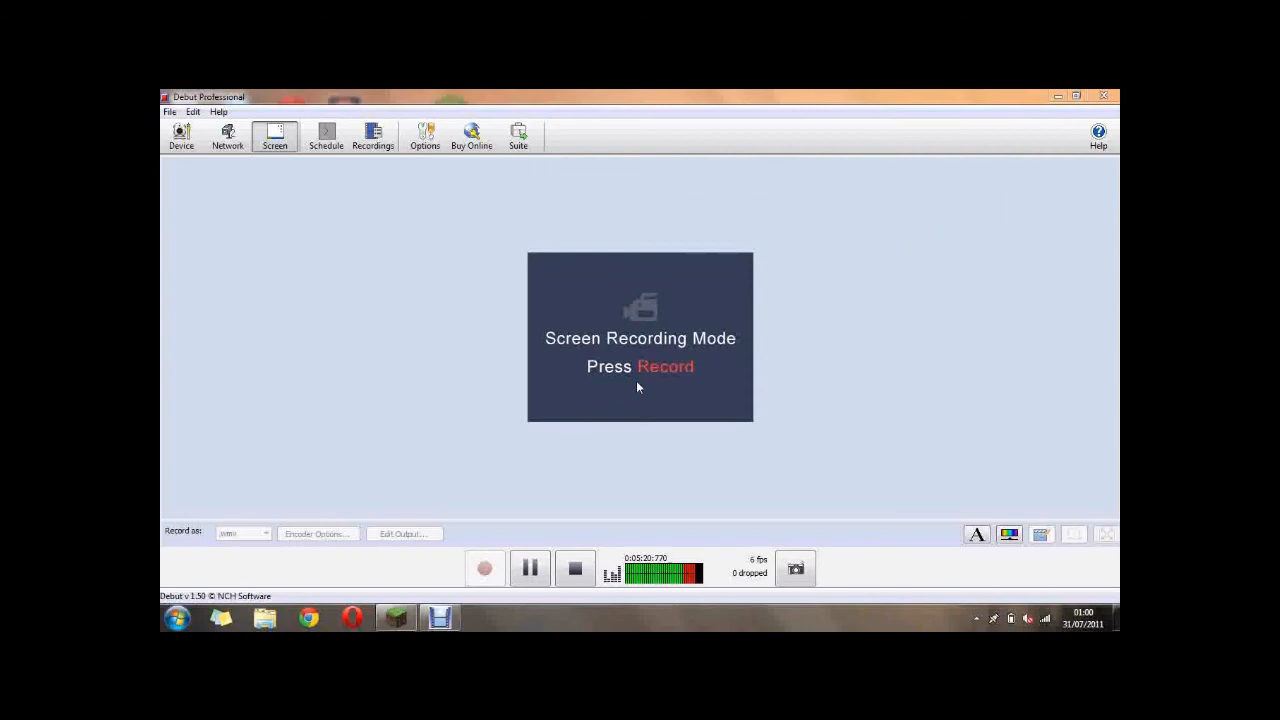 Debut Professional
File Edit Help
Device Network Screen Schedule Recordings Options Buy Online Suite Help
Screen Recording Mode
Press Record
Record as: .wmv Encoder Options... Edit Output... A
0:05:20:770 6 fps
0 dropped
Debut v 1.50 © NCH Software
01:00
31/07/2011